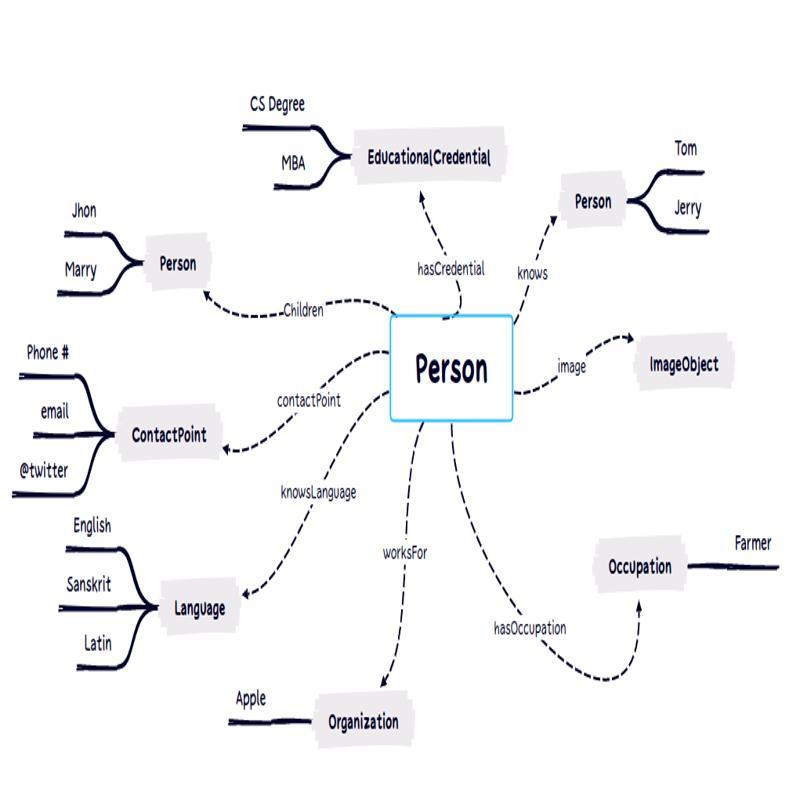 CS Degree
MBA
EducationalCredential
Tom
Jerry
Person
Jhon
Marry
Person
hasCredential
knows
Children
Person
image
ImageObject
Phone #
email
@twitter
ContactPoint
contactPoint
knowsLanguage
English
Sanskrit
Latin
Language
worksFor
Farmer
Occupation
hasOccupation
Apple
Organization